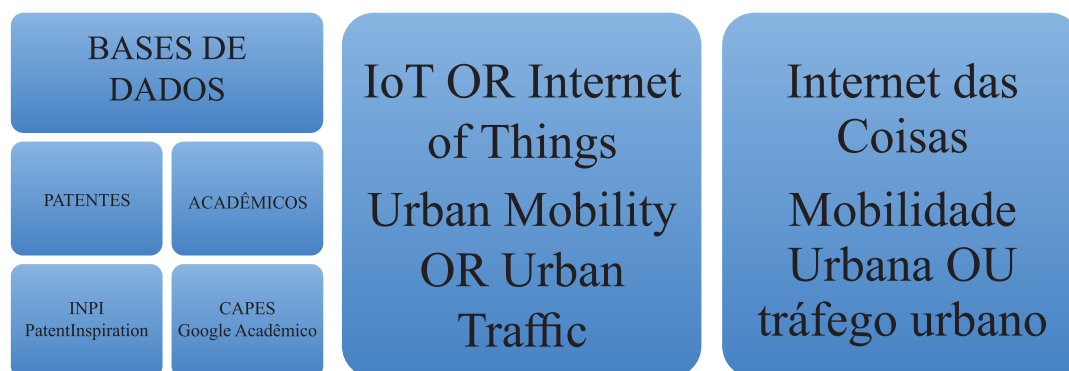 BASES DE
DADOS
PATENTES
ACADÊMICOS
INPI
PatentInspiration
CAPES
Google Acadêmico
IoT OR Internet
of Things
Urban Mobility
OR Urban
Traffic
Internet das
Coisas
Mobilidade
Urbana OU
tráfego urbano